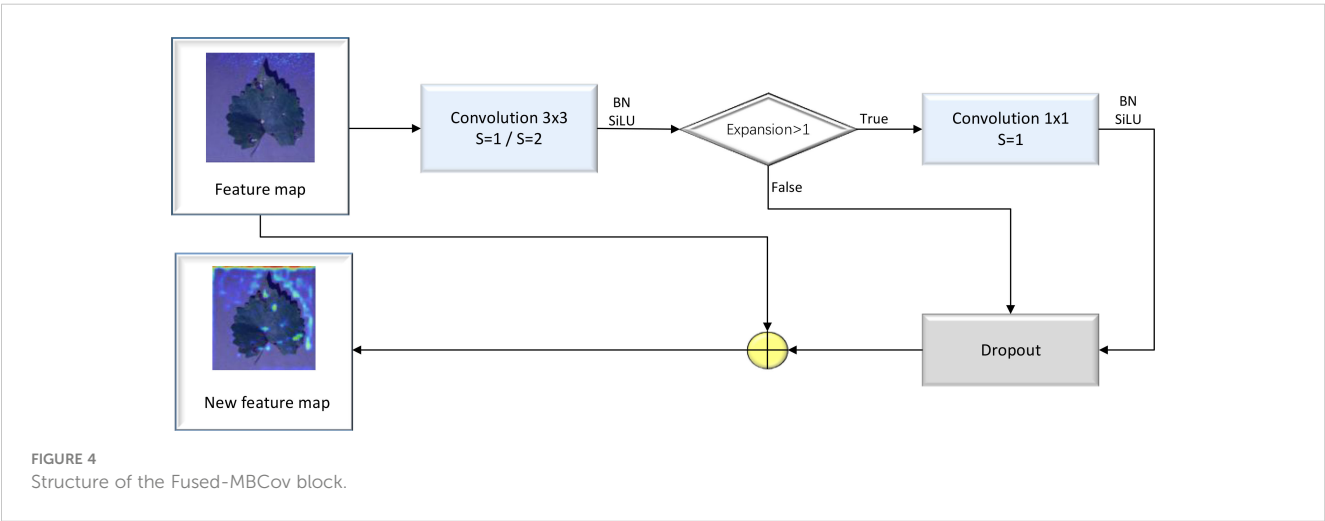 Feature map
Convolution 3x3
S=1 / S=2
BN
SiLU
Expansion>1
True
Convolution 1x1
S=1
BN
SiLU
False
Dropout
New feature map
FIGURE 4
Structure of the Fused-MBCov block.